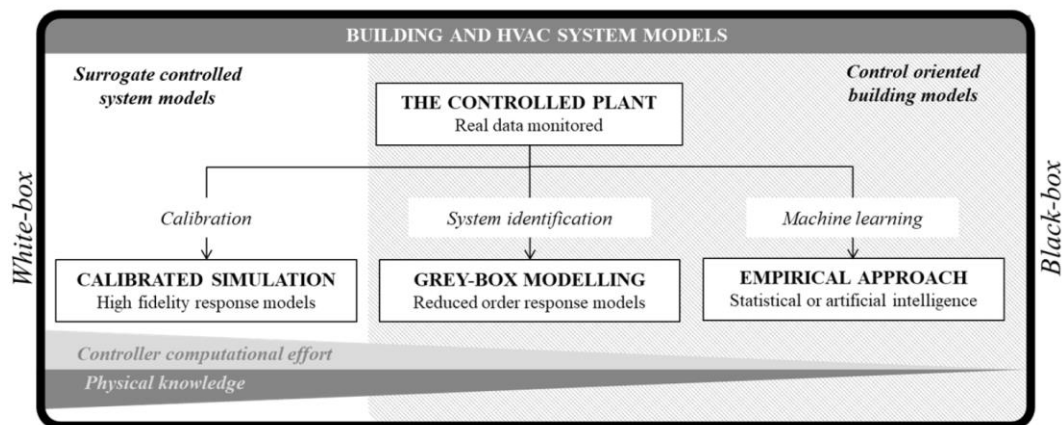 BUILDING AND HVAC SYSTEM MODELS
Surrogate controlled
system models
Control oriented
building models
THE CONTROLLED PLANT
Real data monitored
White-box
Black-box
Calibration
System identification
Machine learning
CALIBRATED SIMULATION
High fidelity response models
GREY-BOX MODELLING
Reduced order response models
EMPIRICAL APPROACH
Statistical or artificial intelligence
Controller computational effort
Physical knowledge